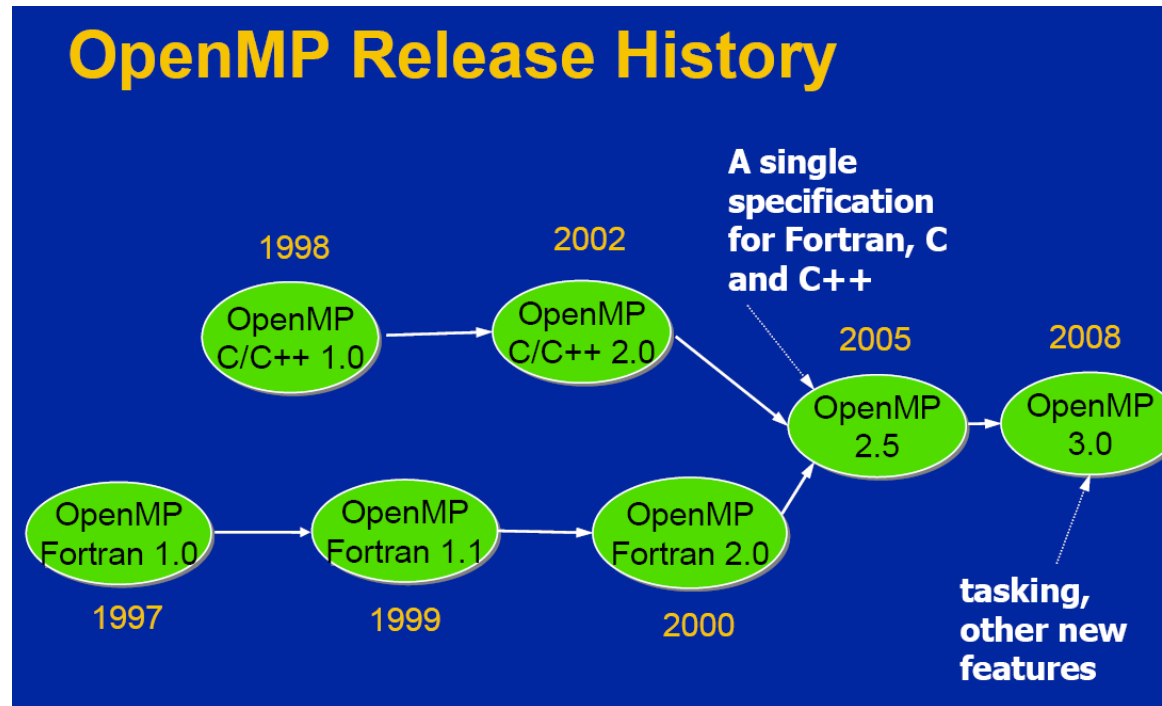 OpenMP Release History
A single
specification
for Fortran, C
and C++
1998
2002
OpenMP
C/C++ 1.0
OpenMP
C/C++ 2.0
2005
2008
OpenMP
2.5
OpenMP
3.0
OpenMP
Fortran 1.0
OpenMP
Fortran 1.1
OpenMP
Fortran 2.0
1997
1999
2000
tasking,
other new
features